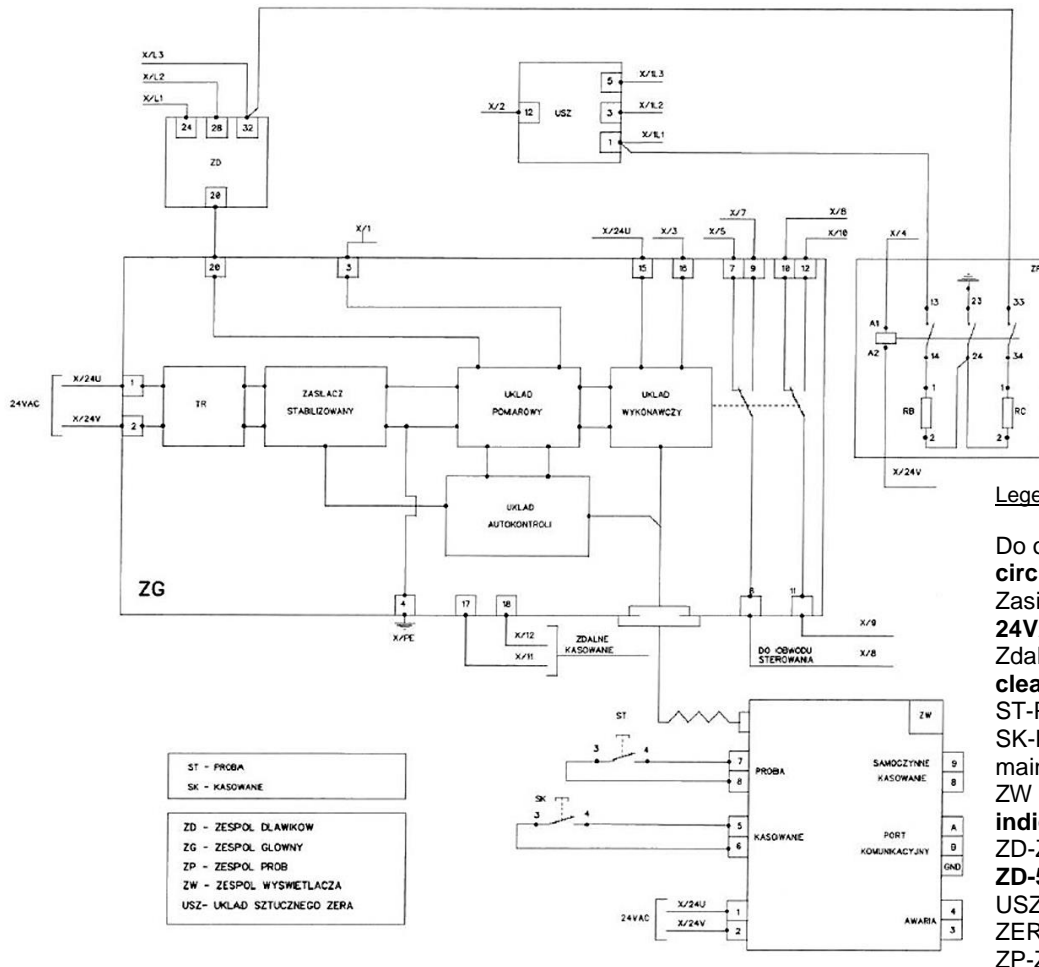 X/L3
X/L2
X/L1
24
28
32
ZD
20
X/2
12
USZ
5
X/1L3
3
X/1L2
1
X/1L1
X/1
X/24U
X/3
X/5
X/7
X/8
X/10
X/4
20
3
15
16
7
9
10
12
13
23
33
A1
A2
14
24
34
1
1
RB
RC
2
2
X/24V
24VAC
X/24U
1
X/24V
2
TR
ZASILACZ
STABILIZOWANY
UKLAD
POMIAROWY
UKLAD
WYKONAWCZY
UKLAD
AUTOKONTROLI
ZG
4
X/PE
17
18
X/12
X/11
ZDALNE
KASOWANIE
11
X/9
DO OBWODU
STEROWANIA
X/8
ST
3
4
7
8
PROBA
SK
3
4
5
6
KASOWANIE
24VAC
X/24U
1
X/24V
2
ZW
SAMOCZYNNE
KASOWANIE
9
8
PORT
KOMUNIKACYJNY
A
B
GND
AWARIA
4
3
ST - PROBA
SK - KASOWANIE
ZD - ZESPOL DLAWIKOW
ZG - ZESPOL GLOWNY
ZP - ZESPOL PROB
ZW - ZESPOL WYSWIETLACZA
USZ- UKLAD SZTUCZNEGO ZERA
Lege
Do o
circ
Zasi
24V
Zdal
clea
ST-P
SK-K
main
ZW
indi
ZD-Z
ZD-5
USZ
ZER
ZP-Z